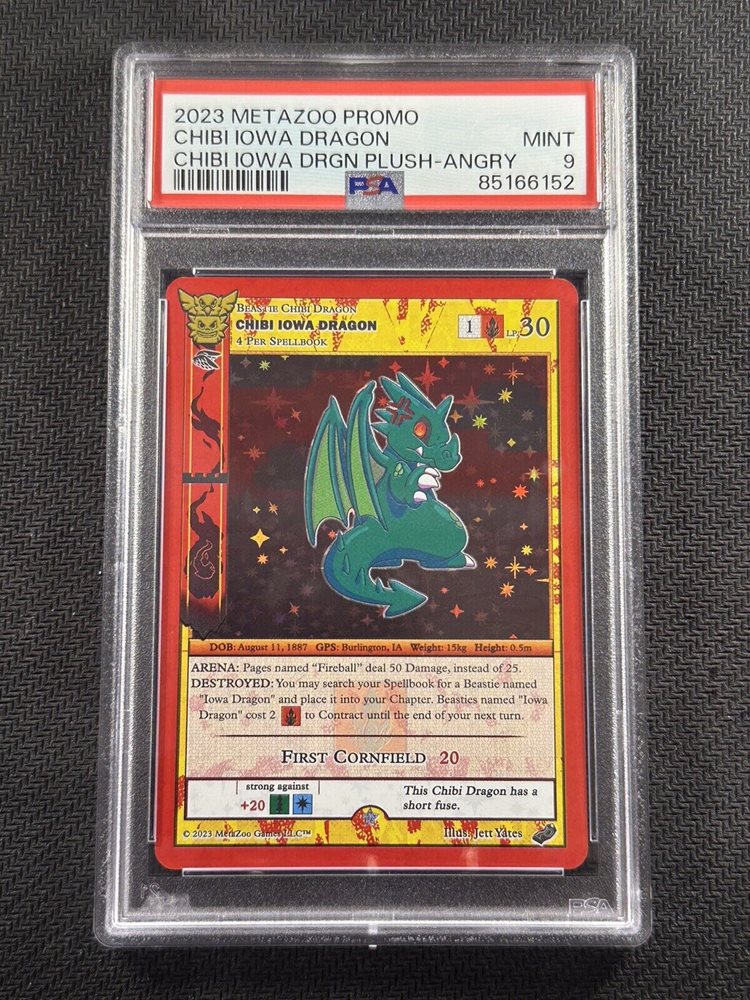 2023 METAZOO PROMO
CHIBI IOWA DRAGON MINT
CHIBI IOWA DRGN PLUSH-ANGRY 9
PSA 85166152
BEASTIE CHIBI DRAGON
CHIBI IOWA DRAGON
4 PER SPELLBOOK
1 LP: 30
DOB: August 11, 1887 GPS: Burlington, IA Weight: 15kg Height: 0.5m
ARENA: Pages named "Fireball" deal 50 Damage, instead of 25.
DESTROYED: You may search your Spellbook for a Beastie named
"Iowa Dragon" and place it into your Chapter. Beasties named "Iowa
Dragon" cost 2 to Contract until the end of your next turn.
FIRST CORNFIELD 20
strong against
+20
This Chibi Dragon has a
short fuse.
© 2023 MetaZoo Games LLC™ Illus. Jett Yates
PSA